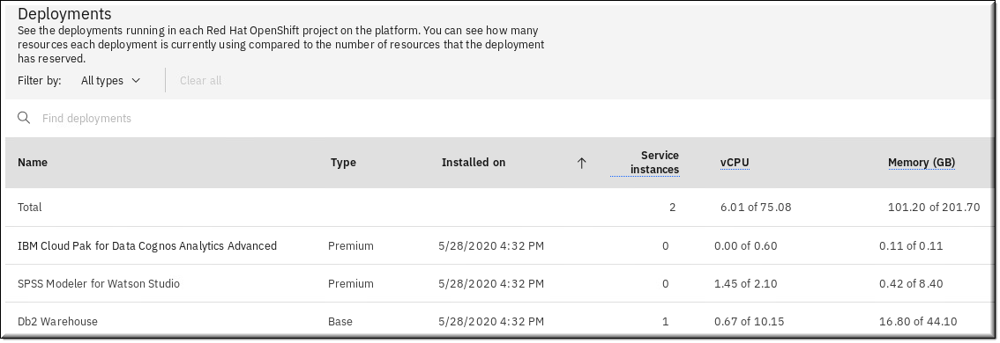 Deployments
See the deployments running in each Red Hat OpenShift project on the platform. You can see how many
resources each deployment is currently using compared to the number of resources that the deployment
has reserved.
Filter by: All types Clear all
Find deployments
Name Type Installed on Service instances vCPU Memory (GB)
Total 2 6.01 of 75.08 101.20 of 201.70
IBM Cloud Pak for Data Cognos Analytics Advanced Premium 5/28/2020 4:32 PM 0 0.00 of 0.60 0.11 of 0.11
SPSS Modeler for Watson Studio Premium 5/28/2020 4:32 PM 0 1.45 of 2.10 0.42 of 8.40
Db2 Warehouse Base 5/28/2020 4:32 PM 1 0.67 of 10.15 16.80 of 44.10